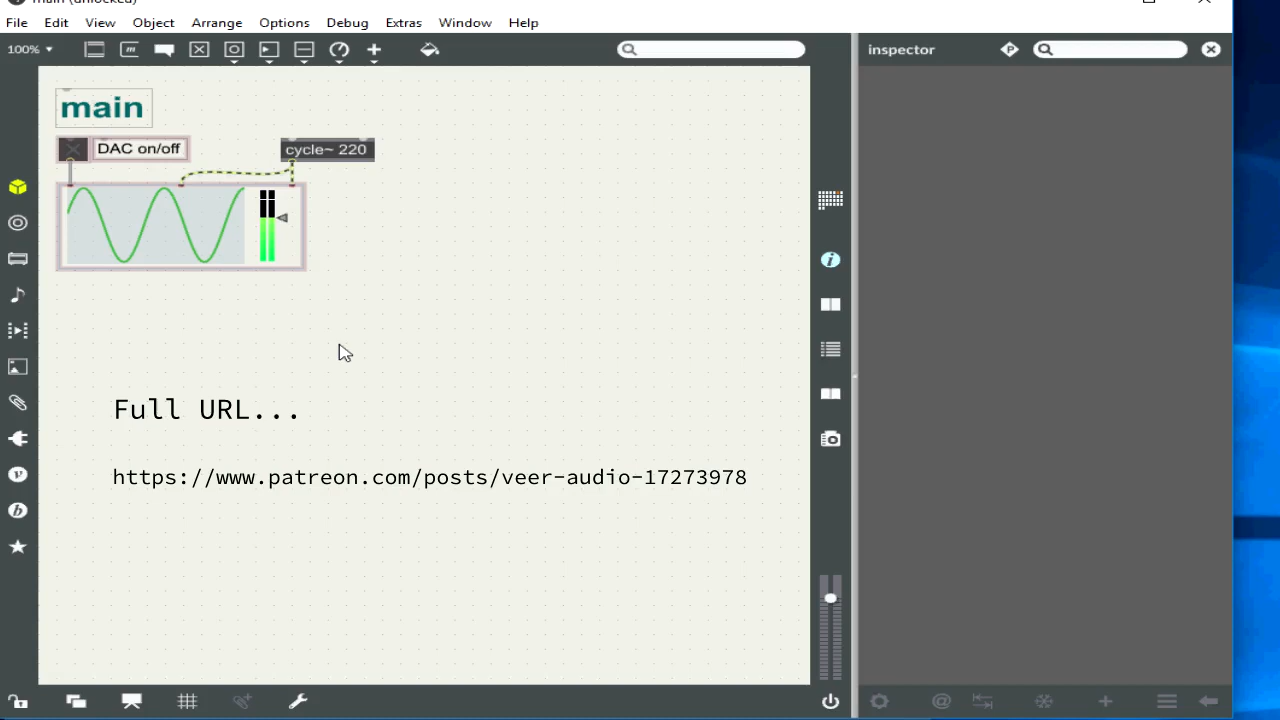 main (unlocked)
File Edit View Object Arrange Options Debug Extras Window Help
100%
inspector
main
DAC on/off
cycle~ 220
Full URL...
https://www.patreon.com/posts/veer-audio-17273978